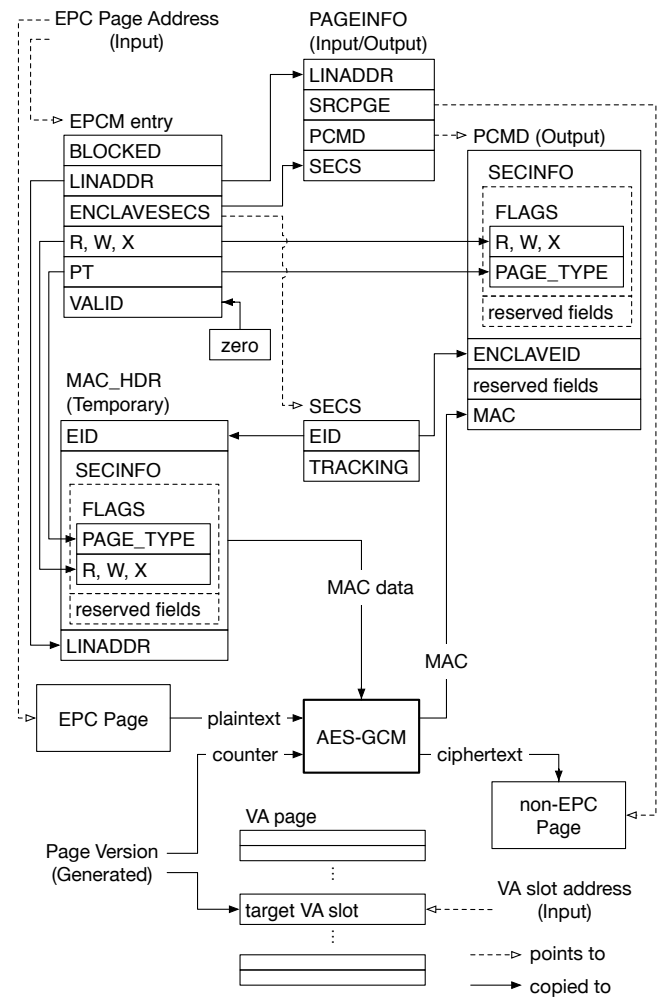 EPC Page Address
(Input)
PAGEINFO
(Input/Output)
LINADDR
SRCPGE
PCMD
SECS
EPCM entry
BLOCKED
LINADDR
ENCLAVESECS
R, W, X
PT
VALID
zero
PCMD (Output)
SECINFO
FLAGS
R, W, X
PAGE_TYPE
reserved fields
ENCLAVEID
reserved fields
MAC
MAC_HDR
(Temporary)
EID
SECINFO
FLAGS
PAGE_TYPE
R, W, X
reserved fields
LINADDR
SECS
EID
TRACKING
MAC data
MAC
EPC Page
plaintext
counter
AES-GCM
ciphertext
non-EPC
Page
VA page
⋮
Page Version
(Generated)
target VA slot
⋮
VA slot address
(Input)
points to
copied to